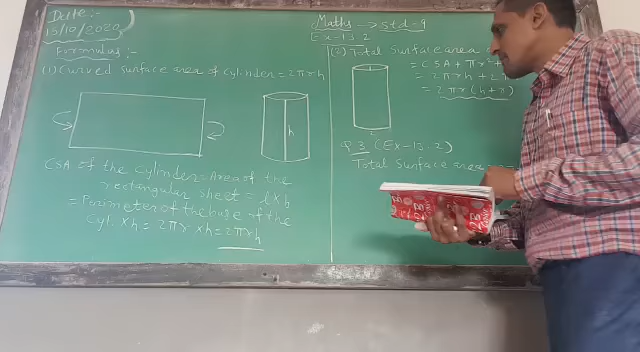 Date:-
15/10/2020
Formulas:-
(1) Curved Surface area of Cylinder = 2πrh
h
CSA of the Cylinder = Area of the
rectangular sheet = l×h
= Perimeter of the base of the
Cyl. × h = 2πr × h = 2πrh
Maths → Std=9
Ex-13.2
(2) Total Surface area
= CSA + πr²+
= 2πrh + 2π
= 2πr(h+r)
Q 3 (Ex-13.2)
Total Surface area